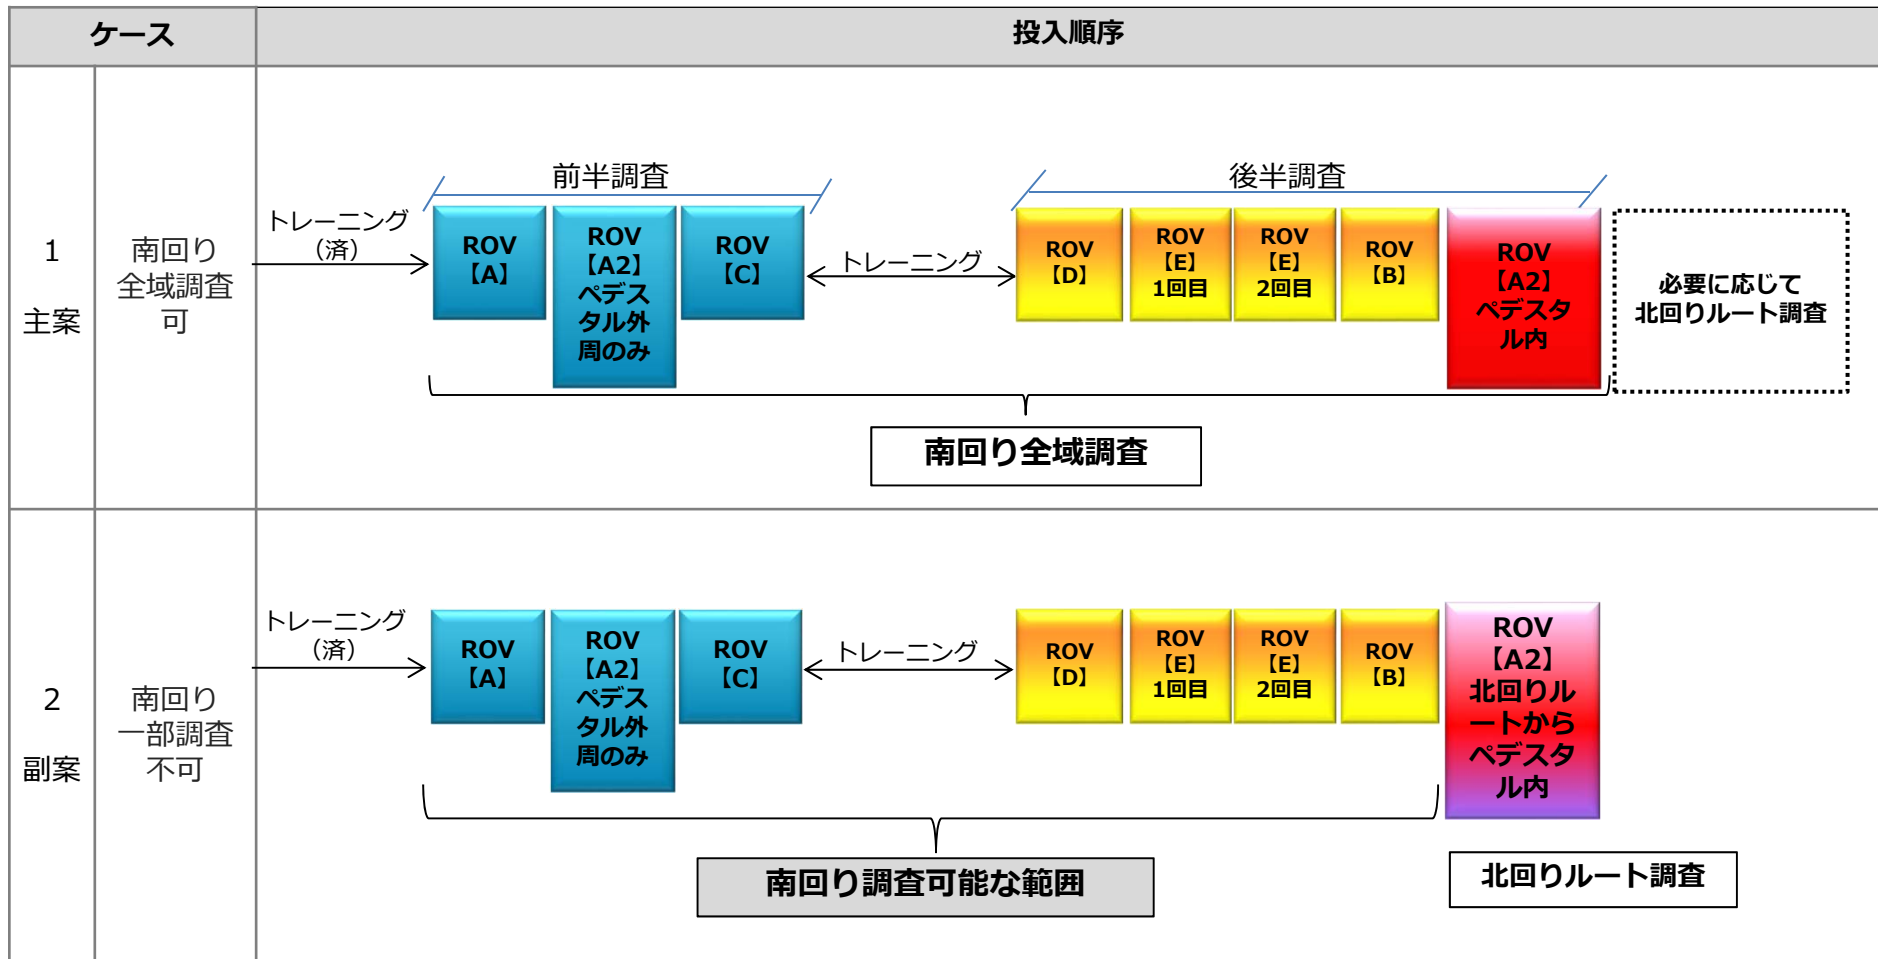 ケース
投入順序
1
主案
南回り
全域調査
可
トレーニング
（済）
前半調査
ROV
【A】
ROV
【A2】
ペデス
タル外
周のみ
ROV
【C】
トレーニング
後半調査
ROV
【D】
ROV
【E】
1回目
ROV
【E】
2回目
ROV
【B】
ROV
【A2】
ペデスタ
ル内
必要に応じて
北回りルート調査
南回り全域調査
2
副案
南回り
一部調査
不可
トレーニング
（済）
ROV
【A】
ROV
【A2】
ペデス
タル外
周のみ
ROV
【C】
トレーニング
ROV
【D】
ROV
【E】
1回目
ROV
【E】
2回目
ROV
【B】
ROV
【A2】
北回りル
ートから
ペデスタ
ル内
南回り調査可能な範囲
北回りルート調査